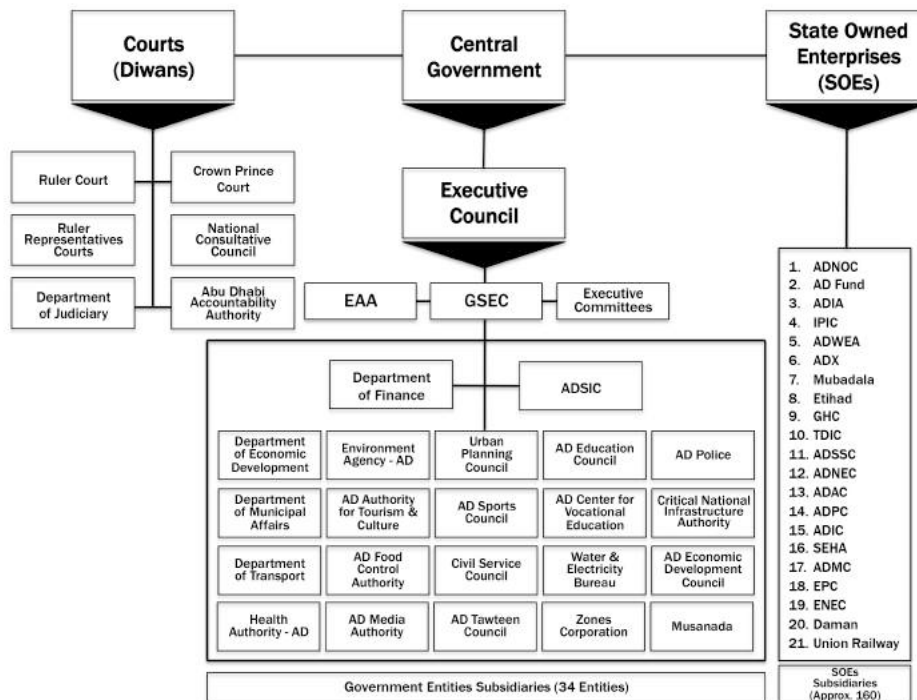 Courts
(Diwans)
Central
Government
State Owned
Enterprises
(SOEs)
Ruler Court
Crown Prince
Court
Ruler
Representatives
Courts
National
Consultative
Council
Department
of Judiciary
Abu Dhabi
Accountability
Authority
Executive
Council
EAA
GSEC
Executive
Committees
Department
of Finance
ADSIC
Department
of Economic
Development
Environment
Agency - AD
Urban
Planning
Council
AD Education
Council
AD Police
Department
of Municipal
Affairs
AD Authority
for Tourism &
Culture
AD Sports
Council
AD Center for
Vocational
Education
Critical National
Infrastructure
Authority
Department
of Transport
AD Food
Control
Authority
Civil Service
Council
Water &
Electricity
Bureau
AD Economic
Development
Council
Health
Authority - AD
AD Media
Authority
AD Tawteen
Council
Zones
Corporation
Musanada
Government Entities Subsidiaries (34 Entities)
1. ADNOC
2. AD Fund
3. ADIA
4. IPIC
5. ADWEA
6. ADX
7. Mubadala
8. Etihad
9. GHC
10. TDIC
11. ADSSC
12. ADNEC
13. ADAC
14. ADPC
15. ADIC
16. SEHA
17. ADMC
18. EPC
19. ENEC
20. Daman
21. Union Railway
SOEs
Subsidiaries
(Approx. 160)